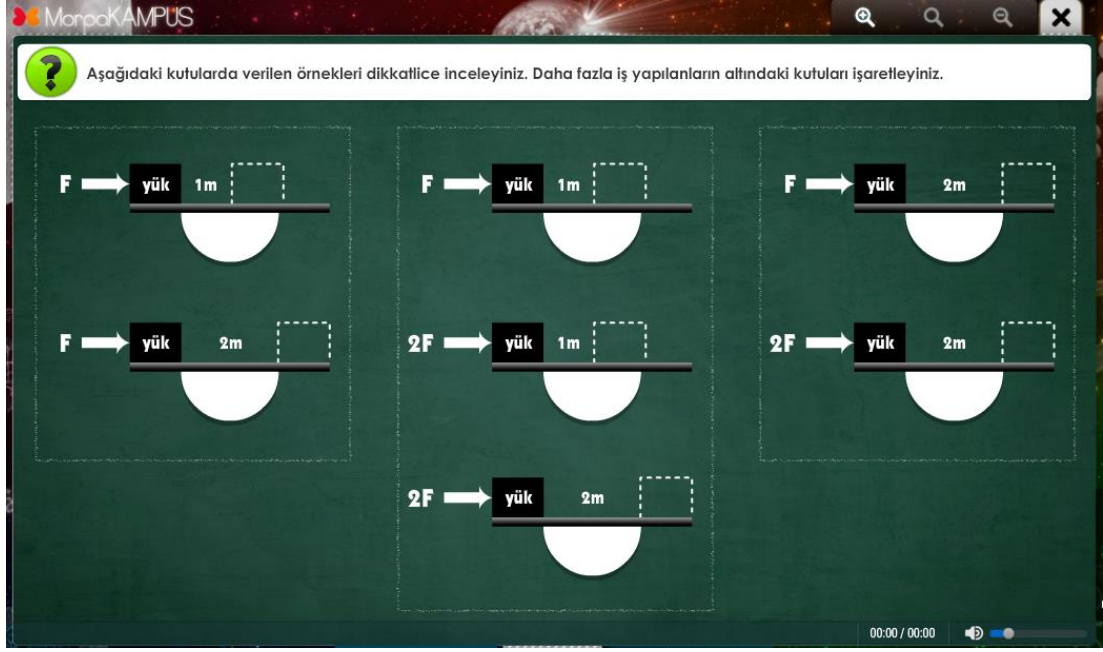 MorpaKAMPÜS
?
Aşağıdaki kutularda verilen örnekleri dikkatlice inceleyiniz. Daha fazla iş yapılanların altındaki kutuları işaretleyiniz.
F yük 1m
F yük 2m
F yük 1m
2F yük 1m
2F yük 2m
F yük 2m
2F yük 2m
00:00 / 00:00